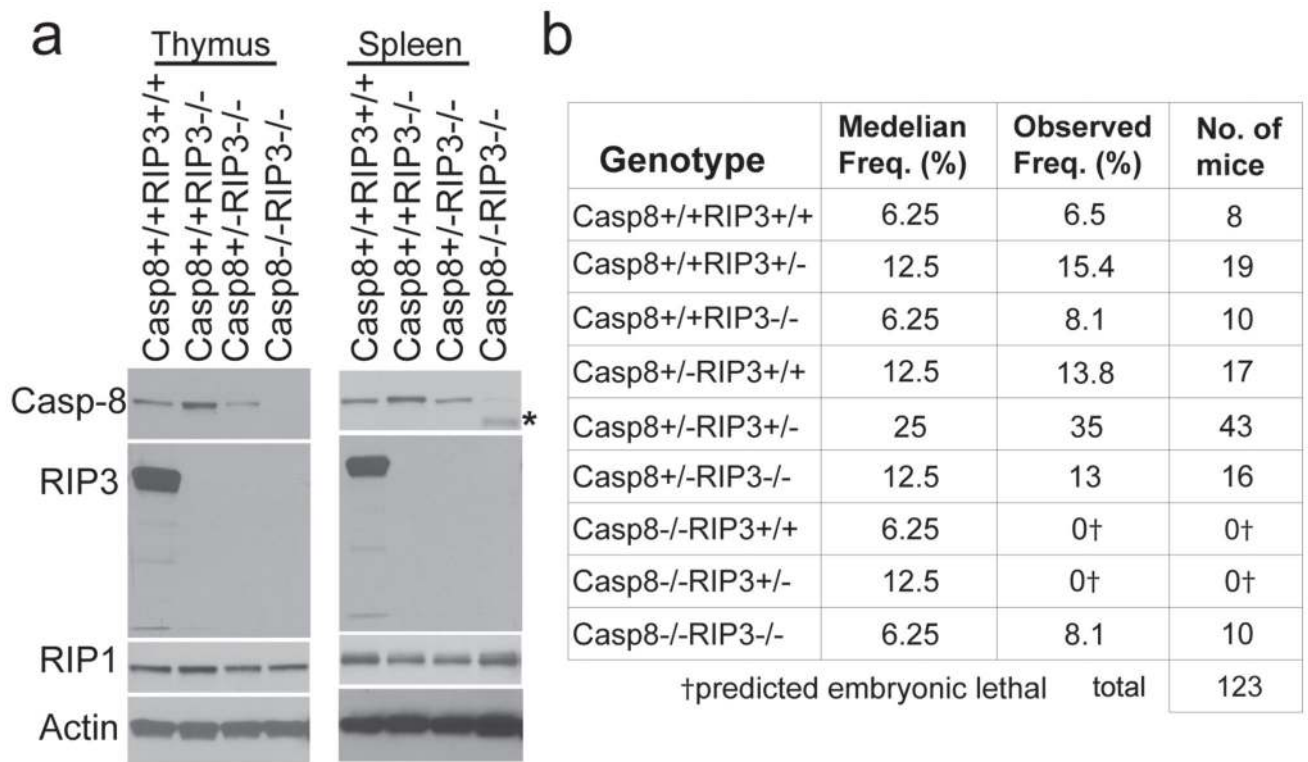 a
Thymus
Spleen
Casp8+/+RIP3+/+
Casp8+/+RIP3-/-
Casp8+/-RIP3-/-
Casp8-/-RIP3-/-
Casp8+/+RIP3+/+
Casp8+/+RIP3-/-
Casp8+/-RIP3-/-
Casp8-/-RIP3-/-
Casp-8
*
RIP3
RIP1
Actin
b
Genotype Medelian Freq. (%) Observed Freq. (%) No. of mice
Casp8+/+RIP3+/+ 6.25 6.5 8
Casp8+/+RIP3+/- 12.5 15.4 19
Casp8+/+RIP3-/- 6.25 8.1 10
Casp8+/-RIP3+/+ 12.5 13.8 17
Casp8+/-RIP3+/- 25 35 43
Casp8+/-RIP3-/- 12.5 13 16
Casp8-/-RIP3+/+ 6.25 0† 0†
Casp8-/-RIP3+/- 12.5 0† 0†
Casp8-/-RIP3-/- 6.25 8.1 10
†predicted embryonic lethal total 123